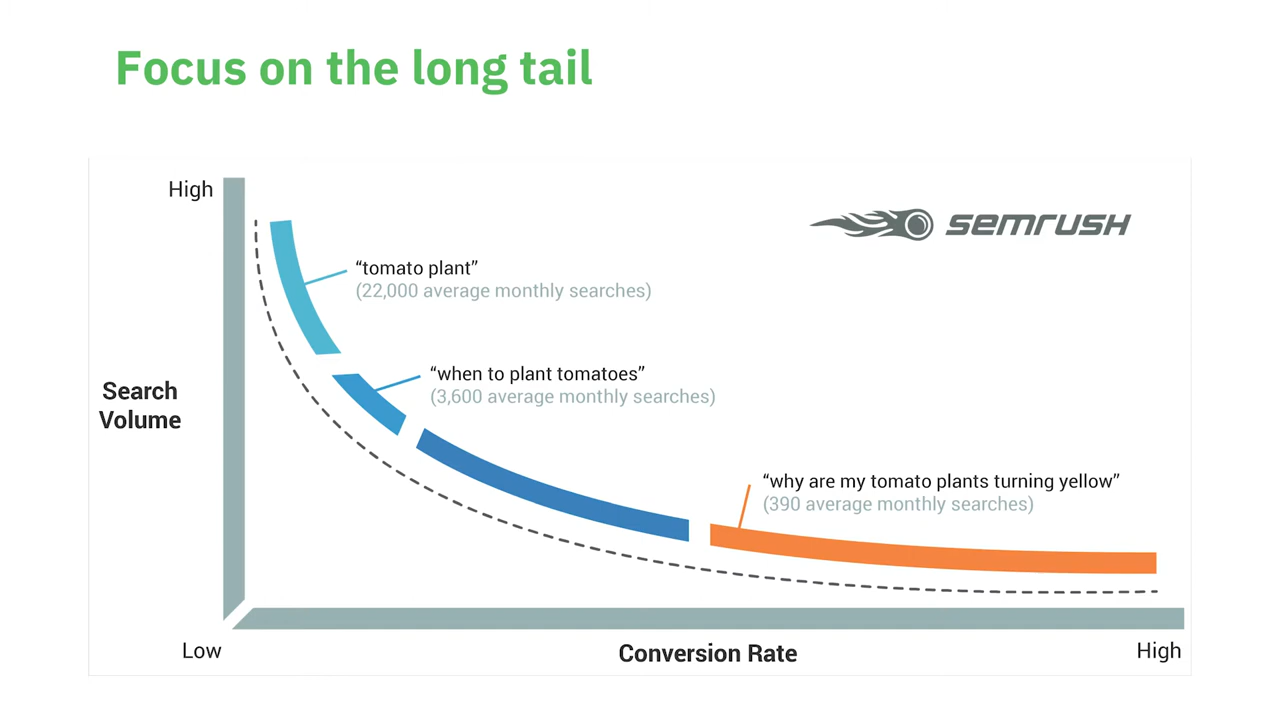 Focus on the long tail
High
semrush
“tomato plant”
(22,000 average monthly searches)
“when to plant tomatoes”
(3,600 average monthly searches)
Search
Volume
“why are my tomato plants turning yellow”
(390 average monthly searches)
Low
Conversion Rate
High